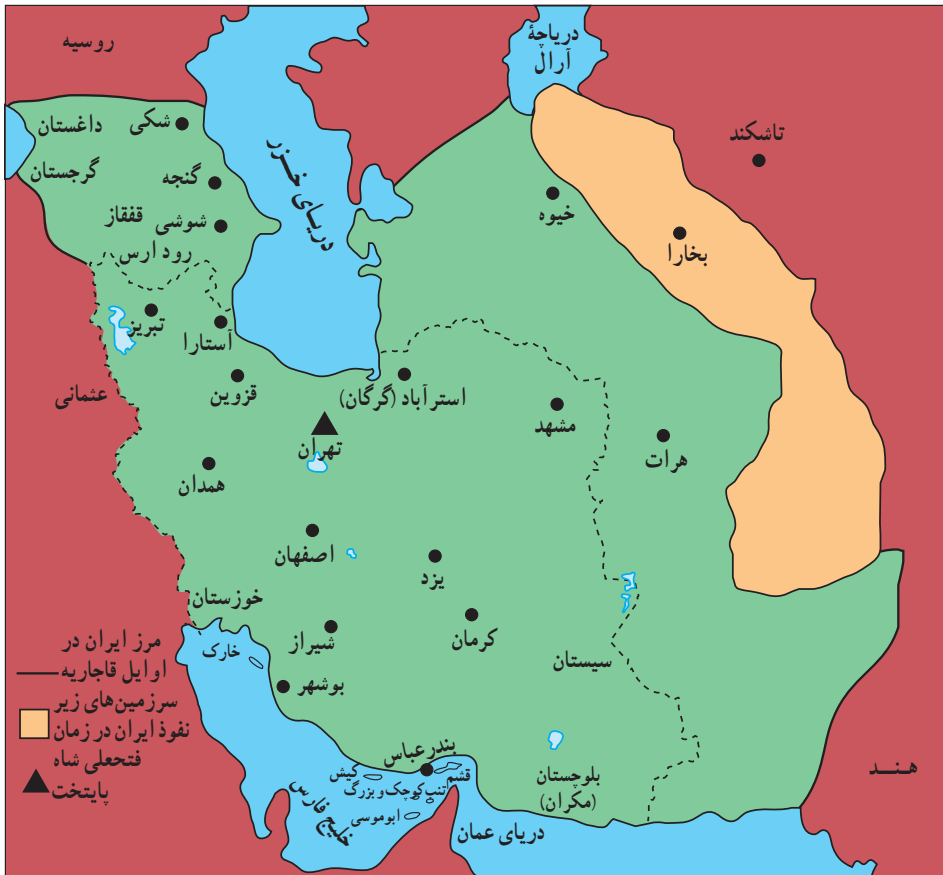 روسیه
دریاچهٔ
آرال
داغستان
شکی
تاشکند
گرجستان
گنجه
دریای خزر
خیوه
قفقاز
شوشی
رود ارس
بخارا
تبریز
آستارا
عثمانی
قزوین
استرآباد (گرگان)
مشهد
تهران
هرات
همدان
اصفهان
یزد
خوزستان
شیراز
کرمان
سیستان
خارک
بوشهر
بندرعباس
کیش
قشم
تنب کوچک و بزرگ
ابوموسی
خلیج فارس
دریای عمان
بلوچستان
(مکران)
هند
مرز ایران در
اوایل قاجاریه
سرزمین‌های زیر
نفوذ ایران در زمان
فتحعلی شاه
پایتخت